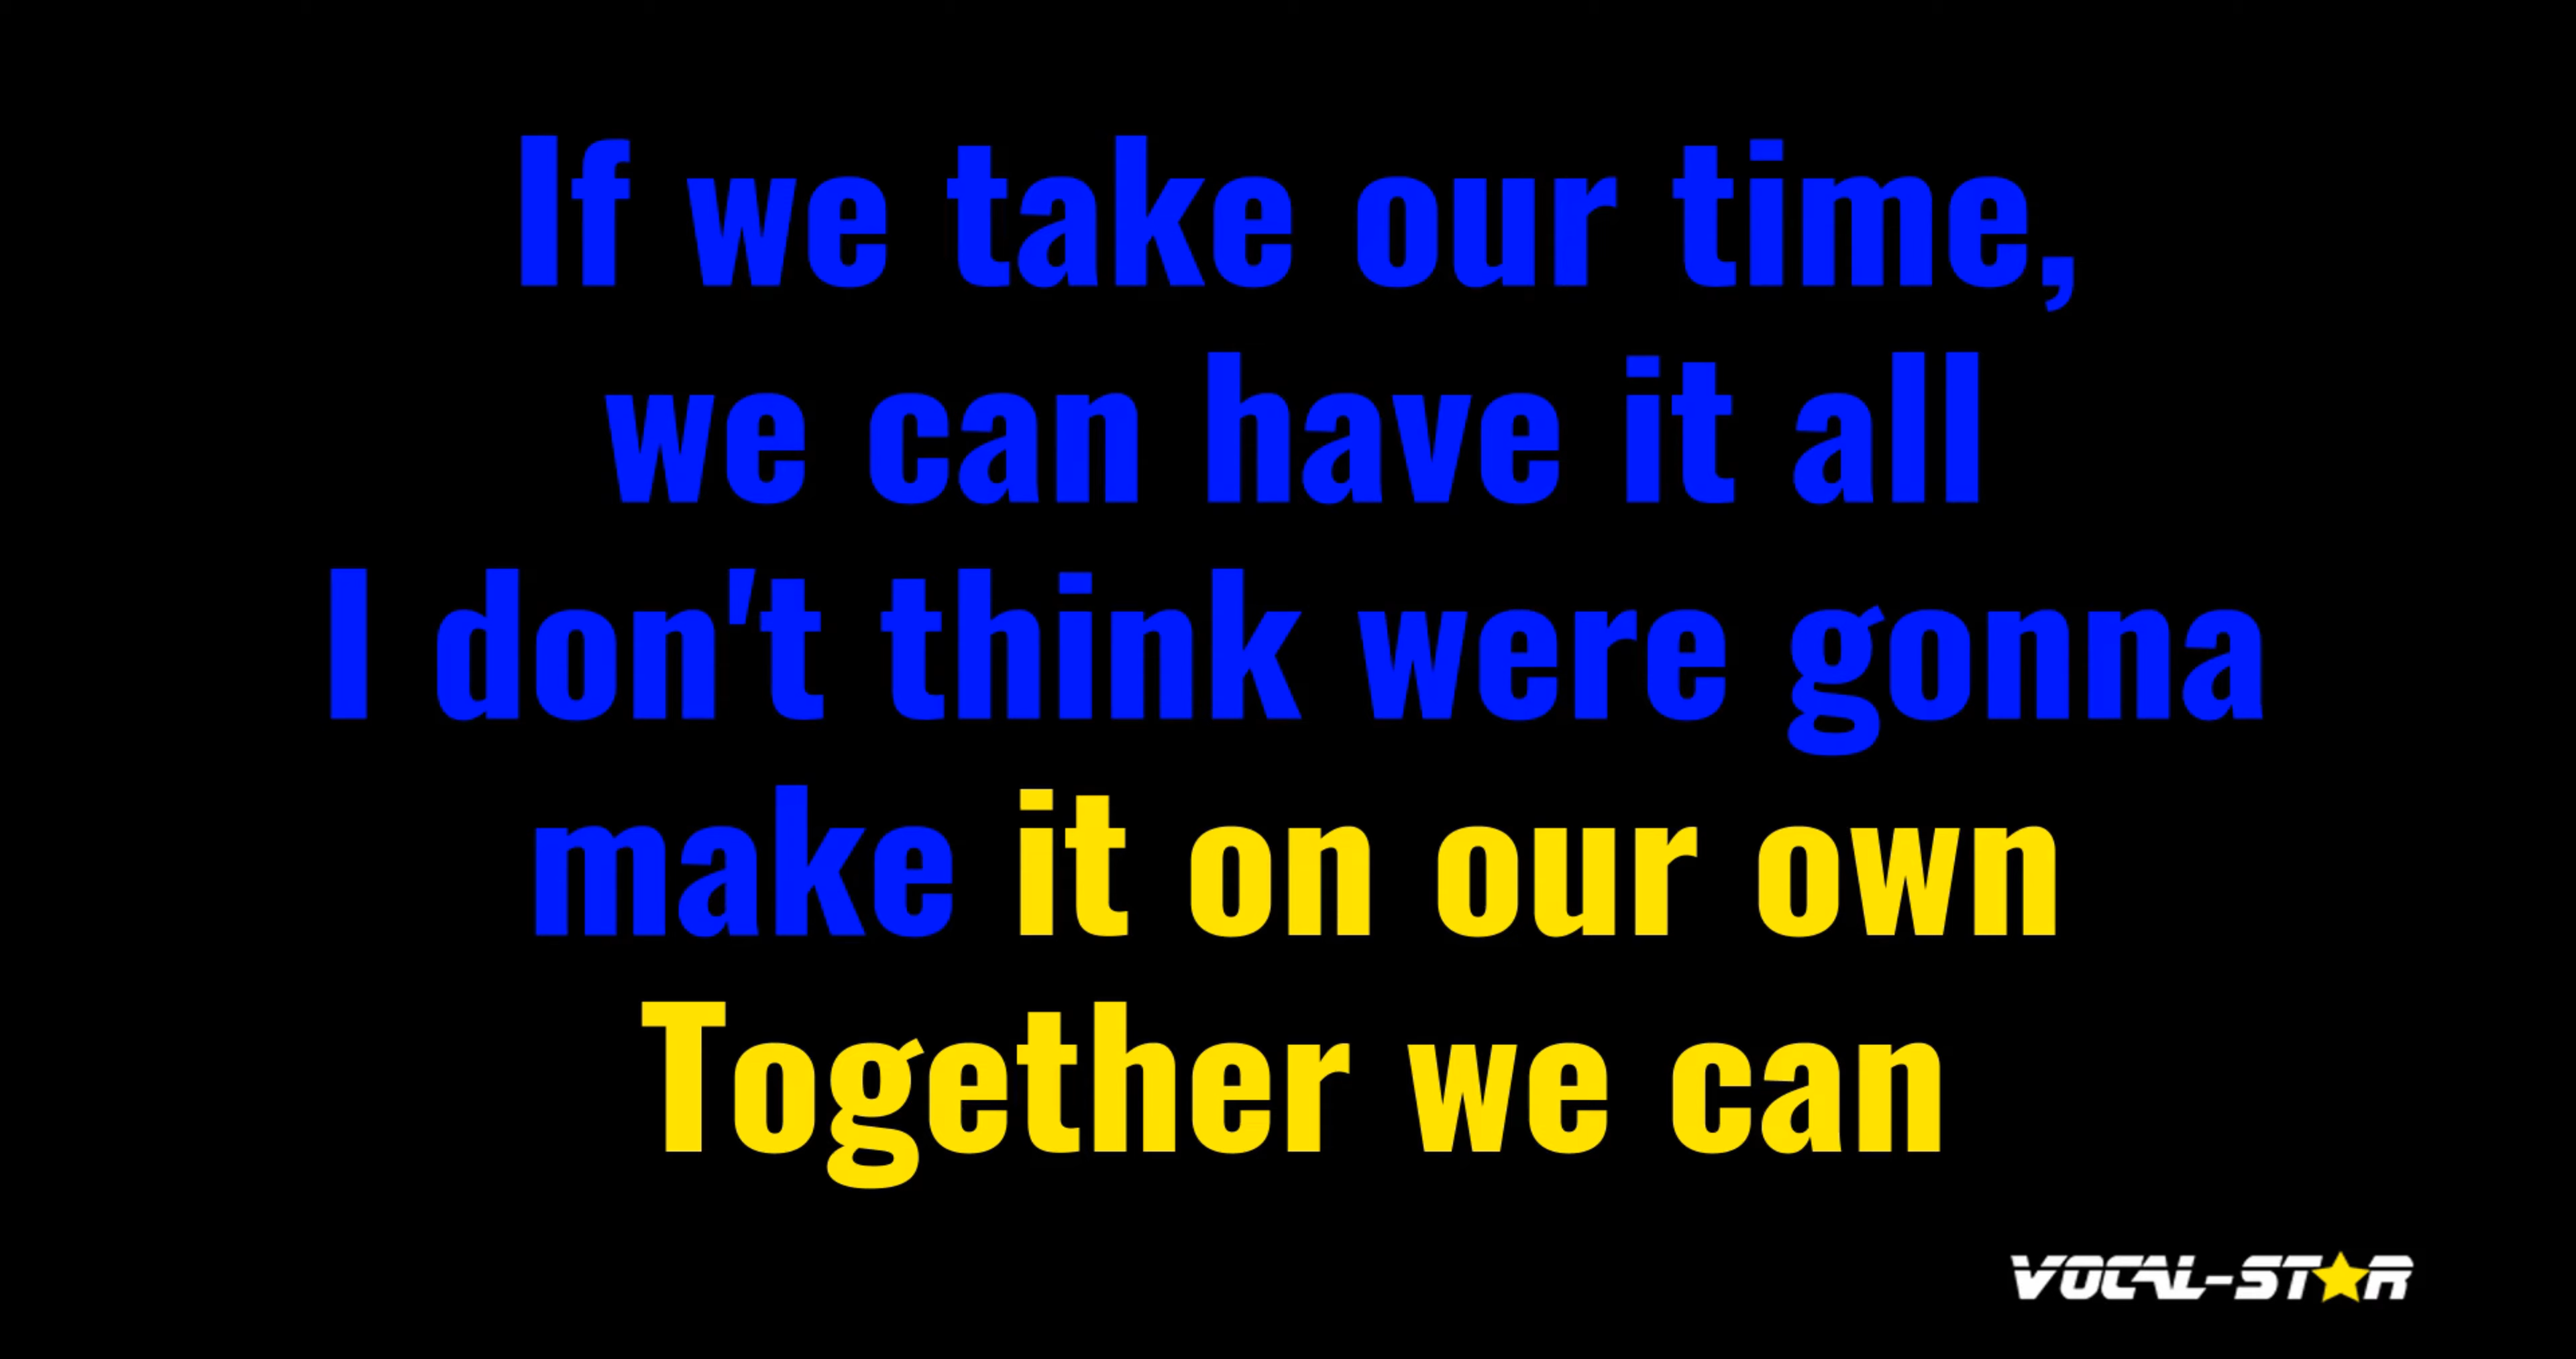 If we take our time,
we can have it all
I don't think were gonna
make it on our own
Together we can
VOCAL-STAR